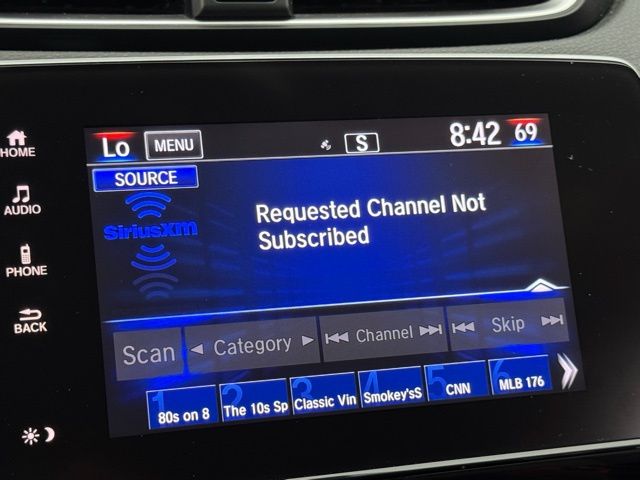 Lo MENU S 8:42 69
HOME
SOURCE
AUDIO
SiriusXm
Requested Channel Not
Subscribed
PHONE
BACK
Scan Category Channel Skip
1 80s on 8
2 The 10s Sp
3 Classic Vin
4 Smokey'sS
5 CNN
6 MLB 176